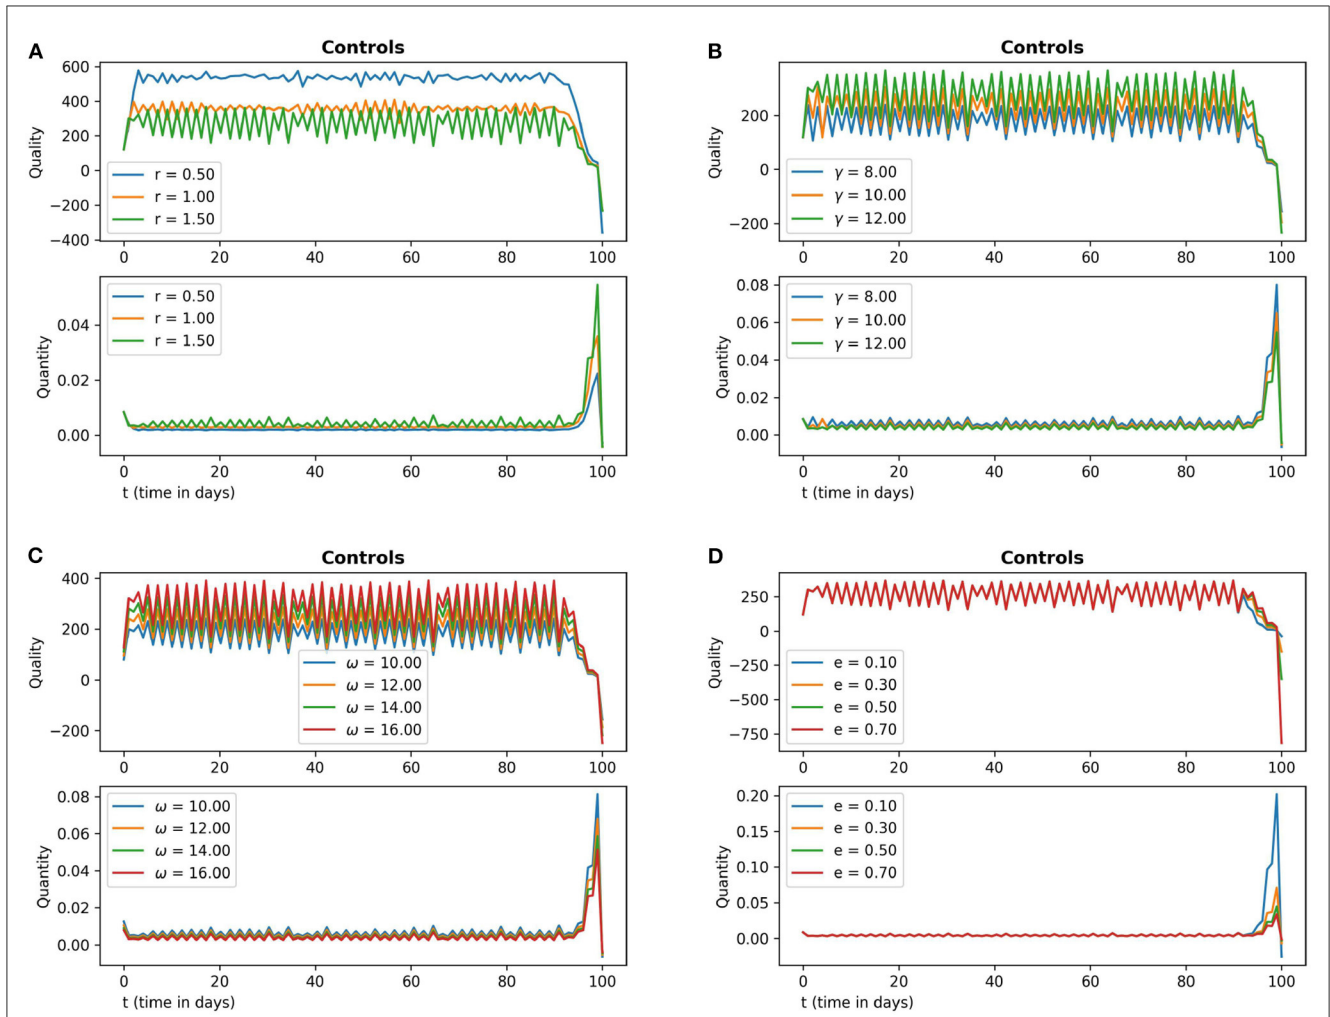 A
Controls
600
400
200
0
−200
−400
Quality
r = 0.50
r = 1.00
r = 1.50
0 20 40 60 80 100
0.04
0.02
0.00
Quantity
r = 0.50
r = 1.00
r = 1.50
0 20 40 60 80 100
t (time in days)
B
Controls
200
0
−200
Quality
γ = 8.00
γ = 10.00
γ = 12.00
0 20 40 60 80 100
0.08
0.06
0.04
0.02
0.00
Quantity
γ = 8.00
γ = 10.00
γ = 12.00
0 20 40 60 80 100
t (time in days)
C
Controls
400
200
0
−200
Quality
ω = 10.00
ω = 12.00
ω = 14.00
ω = 16.00
0 20 40 60 80 100
0.08
0.06
0.04
0.02
0.00
Quantity
ω = 10.00
ω = 12.00
ω = 14.00
ω = 16.00
0 20 40 60 80 100
t (time in days)
D
Controls
250
0
−250
−500
−750
Quality
e = 0.10
e = 0.30
e = 0.50
e = 0.70
0 20 40 60 80 100
0.20
0.15
0.10
0.05
0.00
Quantity
e = 0.10
e = 0.30
e = 0.50
e = 0.70
0 20 40 60 80 100
t (time in days)